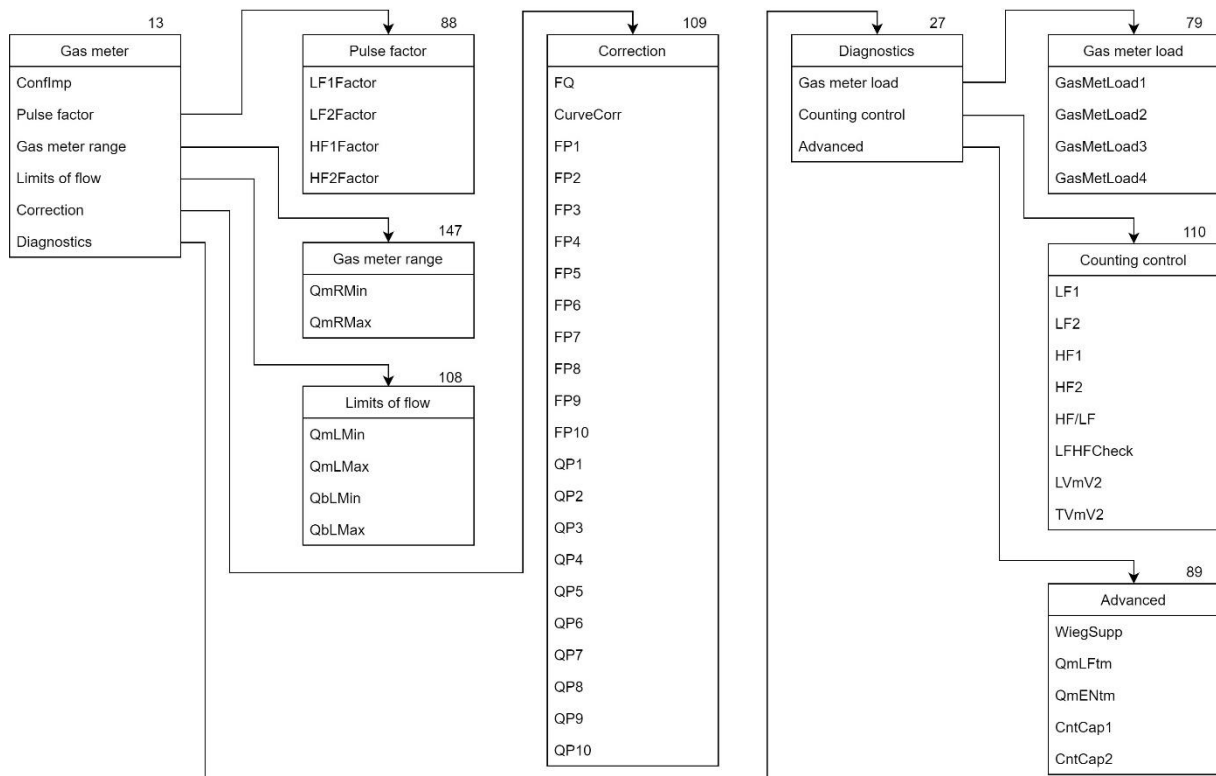 13
Gas meter
ConfImp
Pulse factor
Gas meter range
Limits of flow
Correction
Diagnostics
88
Pulse factor
LF1Factor
LF2Factor
HF1Factor
HF2Factor
147
Gas meter range
QmRMin
QmRMax
108
Limits of flow
QmLMin
QmLMax
QbLMin
QbLMax
109
Correction
FQ
CurveCorr
FP1
FP2
FP3
FP4
FP5
FP6
FP7
FP8
FP9
FP10
QP1
QP2
QP3
QP4
QP5
QP6
QP7
QP8
QP9
QP10
27
Diagnostics
Gas meter load
Counting control
Advanced
79
Gas meter load
GasMetLoad1
GasMetLoad2
GasMetLoad3
GasMetLoad4
110
Counting control
LF1
LF2
HF1
HF2
HF/LF
LFHFCheck
LVmV2
TVmV2
89
Advanced
WiegSupp
QmLFtm
QmENtm
CntCap1
CntCap2